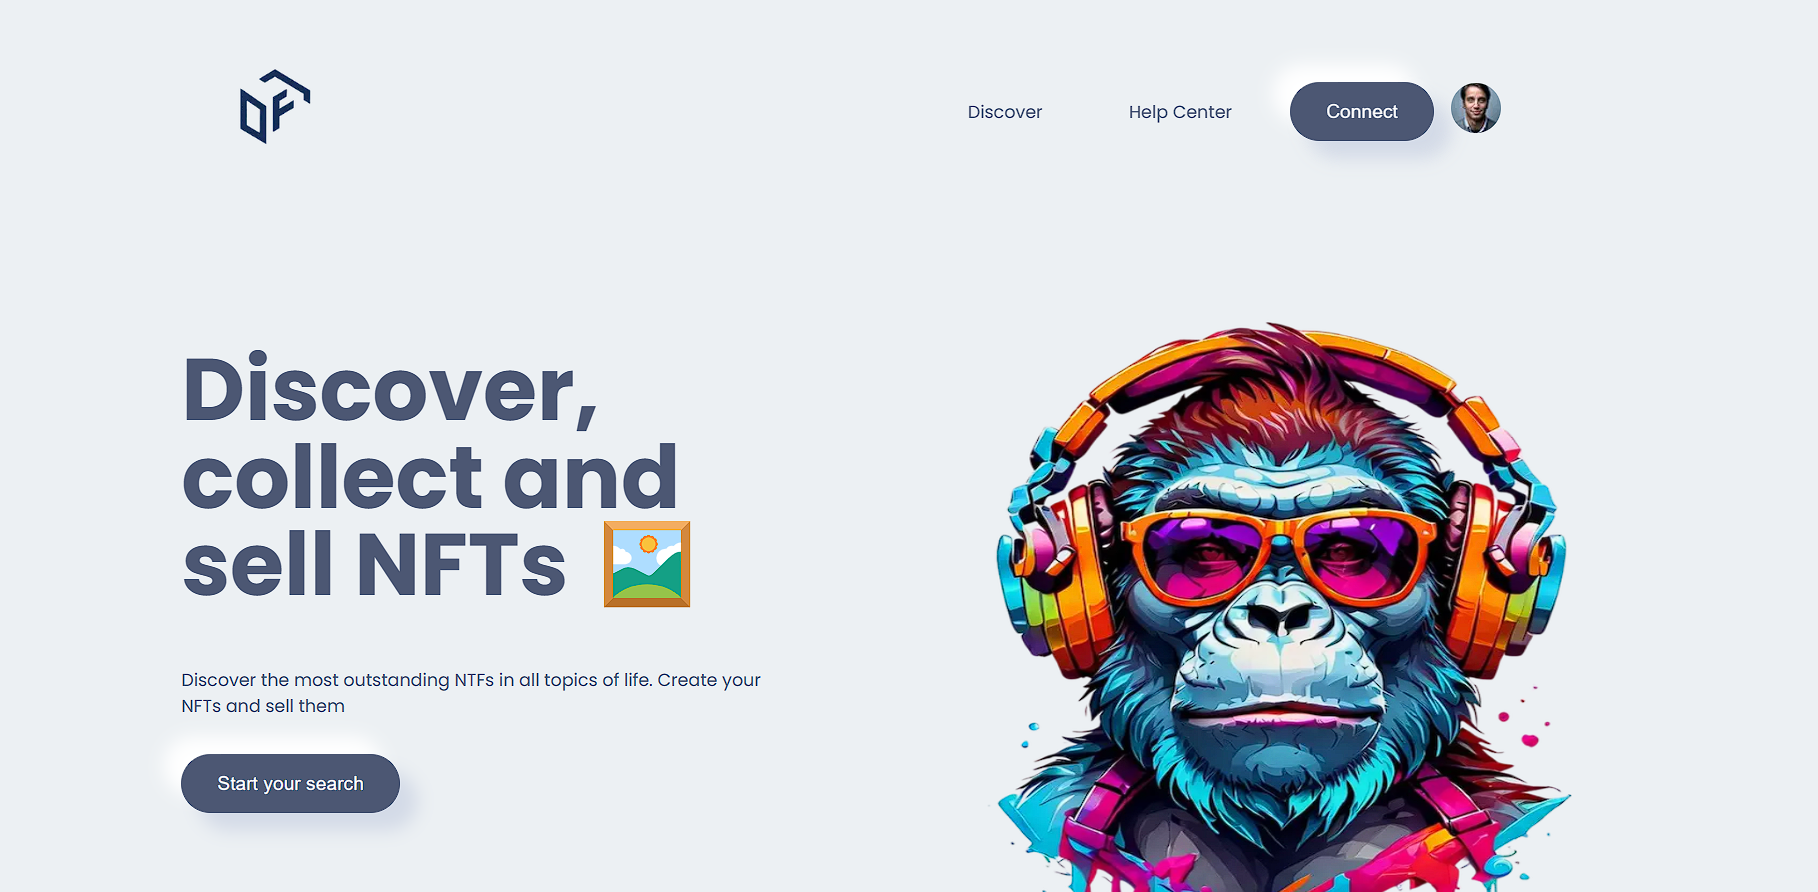 DF
Discover
Help Center
Connect
Discover,
collect and
sell NFTs
Discover the most outstanding NTFs in all topics of life. Create your
NFTs and sell them
Start your search